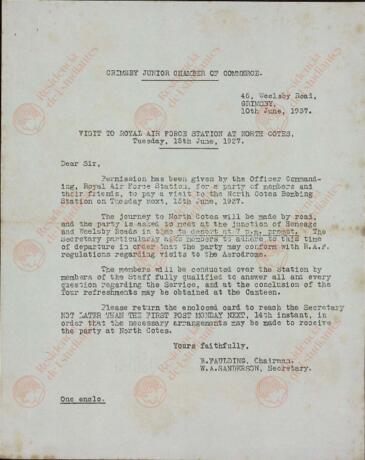 GRIMSBY JUNIOR CHAMBER OF COMMERCE.
46, Weelsby Road,
GRIMSBY.
10th June, 1937.
VISIT TO ROYAL AIR FORCE STATION AT NORTH COTES.
Tuesday, 15th June, 1937.
Dear Sir,
Permission has been given by the Officer Command-
ing, Royal Air Force Station, for a party of members and
their friends, to pay a visit to the North Cotes Bombing
Station on Tuesday next, 15th June, 1937.
The journey to North Cotes will be made by road,
and the party is asked to meet at the junction of Heneage
and Weelsby Roads in time to depart at 7 p.m. prompt. The
Secretary particularly asks members to adhere to this time
of departure in order that the party may conform with R.A.F.
regulations regarding visits to the Aerodrome.
The members will be conducted over the Station by
members of the Staff fully qualified to answer all and every
question regarding the Service, and at the conclusion of the
Tour refreshments may be obtained at the Canteen.
Please return the enclosed card to reach the Secretary
NOT LATER THAN THE FIRST POST MONDAY NEXT, 14th instant, in
order that the necessary arrangements may be made to receive
the party at North Cotes.
Yours faithfully,
B. FAULDING, Chairman.
W.A. SANDERSON, Secretary.
One enclo.
Residencia
de Estudiantes